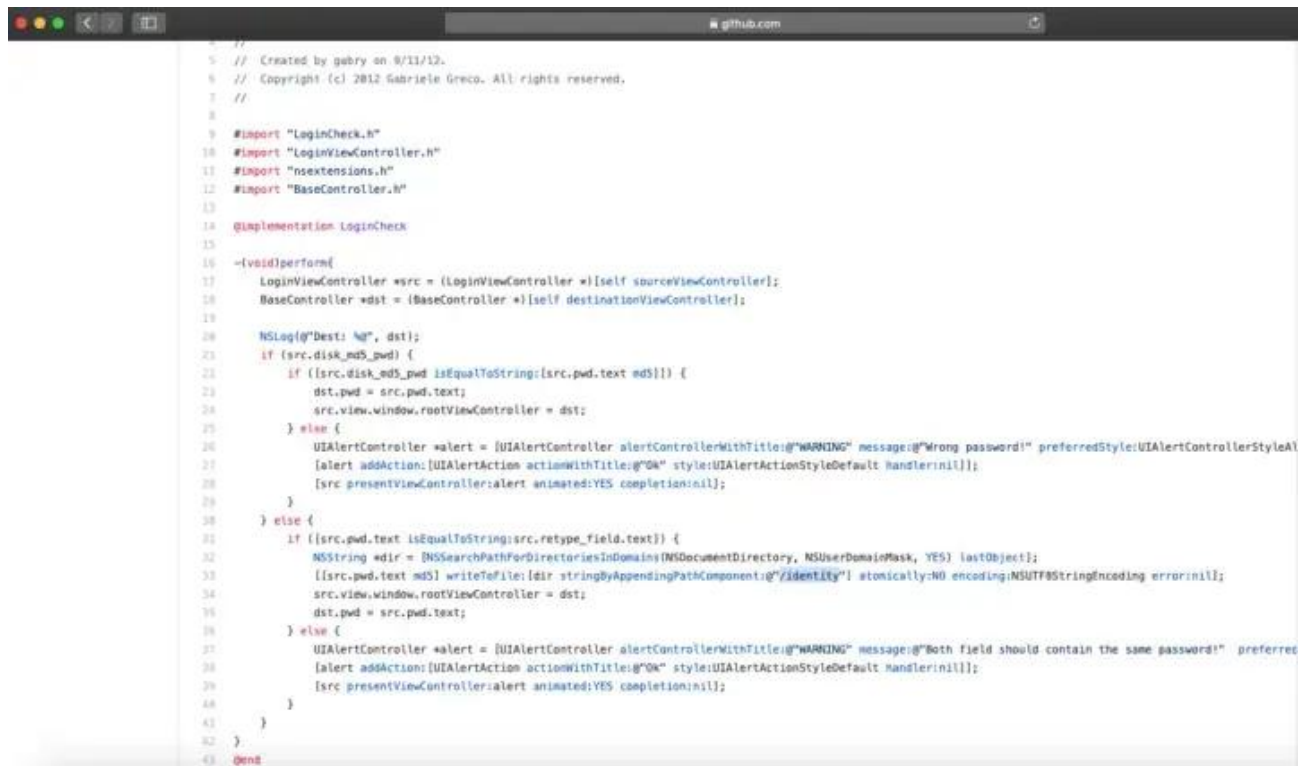 github.com
4 //
5 // Created by gabry on 9/11/12.
6 // Copyright (c) 2012 Gabriele Greco. All rights reserved.
7 //
8
9 #import "LoginCheck.h"
10 #import "LoginViewController.h"
11 #import "nsextensions.h"
12 #import "BaseController.h"
13
14 @implementation LoginCheck
15
16 -(void)perform{
17 LoginViewController *src = (LoginViewController *)[self sourceViewController];
18 BaseController *dst = (BaseController *)[self destinationViewController];
19
20 NSLog(@"Dest: %@", dst);
21 if (src.disk_md5_pwd) {
22 if ([src.disk_md5_pwd isEqualToString:[src.pwd.text md5]]) {
23 dst.pwd = src.pwd.text;
24 src.view.window.rootViewController = dst;
25 } else {
26 UIAlertController *alert = [UIAlertController alertControllerWithTitle:@"WARNING" message:@"Wrong password!" preferredStyle:UIAlertControllerStyleAl
27 [alert addAction:[UIAlertAction actionWithTitle:@"Ok" style:UIAlertActionStyleDefault handler:nil]];
28 [src presentViewController:alert animated:YES completion:nil];
29 }
30 } else {
31 if ([src.pwd.text isEqualToString:src.retype_field.text]) {
32 NSString *dir = [NSSearchPathForDirectoriesInDomains(NSDocumentDirectory, NSUserDomainMask, YES) lastObject];
33 [[src.pwd.text md5] writeToFile:[dir stringByAppendingPathComponent:@"/identity"] atomically:NO encoding:NSUTF8StringEncoding error:nil];
34 src.view.window.rootViewController = dst;
35 dst.pwd = src.pwd.text;
36 } else {
37 UIAlertController *alert = [UIAlertController alertControllerWithTitle:@"WARNING" message:@"Both field should contain the same password!" preferred
38 [alert addAction:[UIAlertAction actionWithTitle:@"Ok" style:UIAlertActionStyleDefault handler:nil]];
39 [src presentViewController:alert animated:YES completion:nil];
40 }
41 }
42 }
43 @end